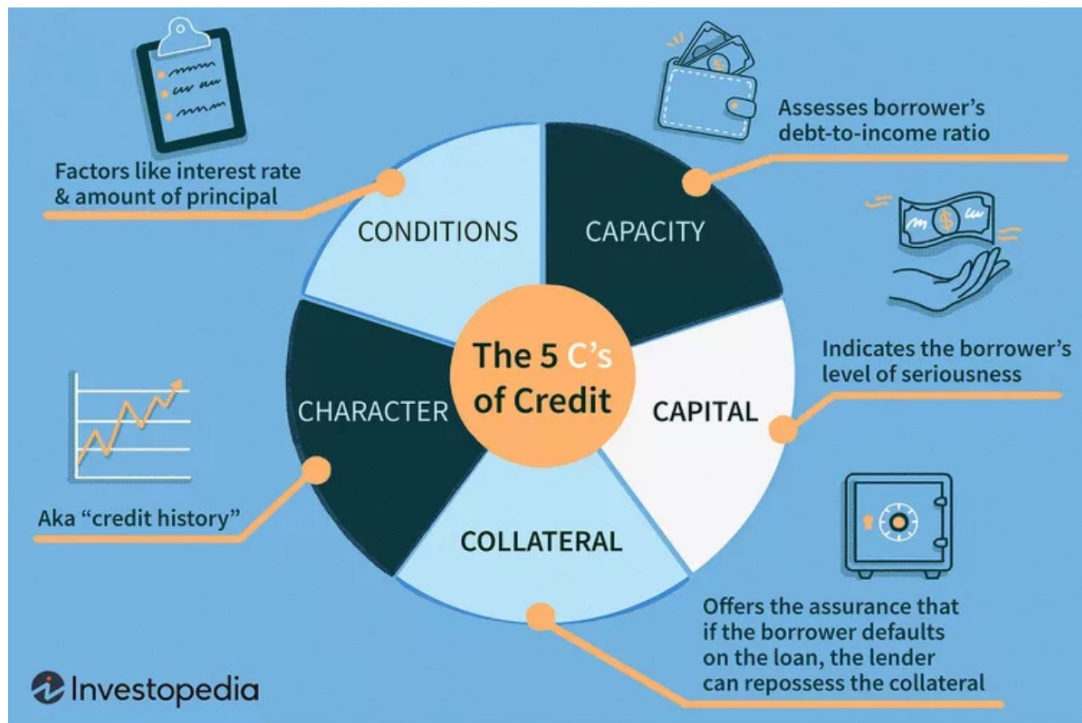 Factors like interest rate
& amount of principal
CONDITIONS
CAPACITY
Assesses borrower's
debt-to-income ratio
The 5 C's
of Credit
CHARACTER
Aka “credit history”
CAPITAL
Indicates the borrower's
level of seriousness
COLLATERAL
Offers the assurance that
if the borrower defaults
on the loan, the lender
can repossess the collateral
Investopedia